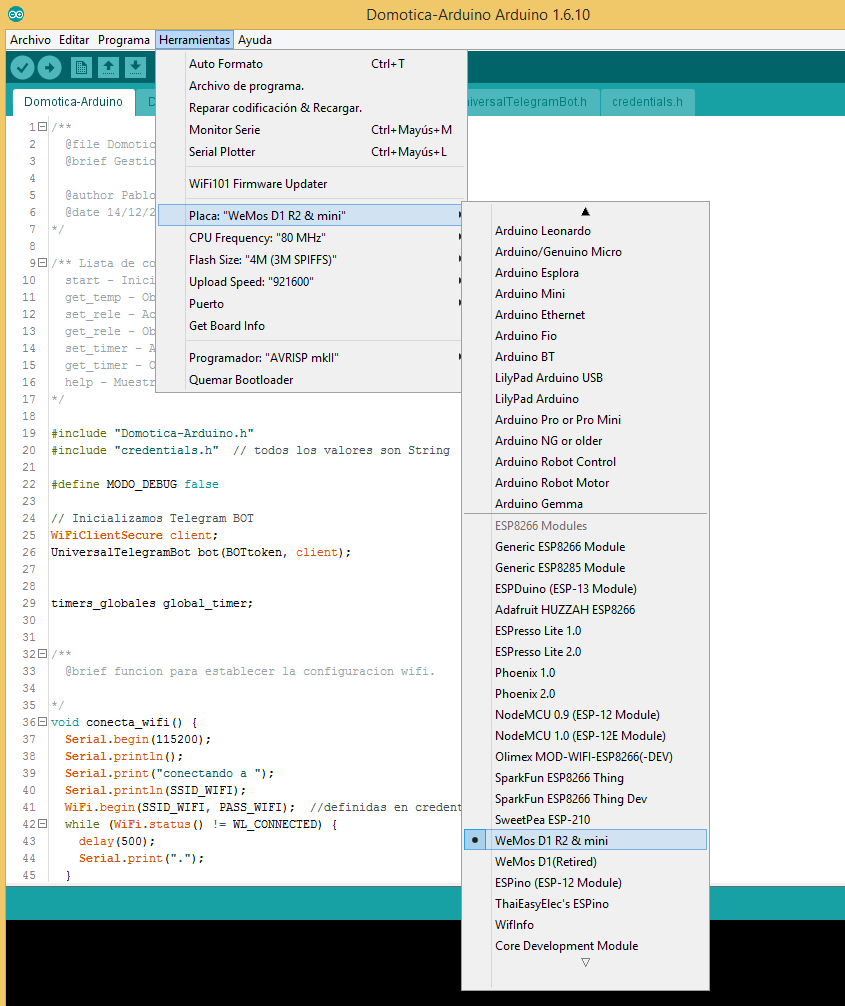 Domotica-Arduino Arduino 1.6.10
Archivo Editar Programa Herramientas Ayuda
Auto Formato Ctrl+T
Archivo de programa.
Reparar codificación & Recargar.
Monitor Serie Ctrl+Mayús+M
Serial Plotter Ctrl+Mayús+L
WiFi101 Firmware Updater
Placa: "WeMos D1 R2 & mini"
CPU Frequency: "80 MHz"
Flash Size: "4M (3M SPIFFS)"
Upload Speed: "921600"
Puerto
Get Board Info
Programador: "AVRISP mkII"
Quemar Bootloader
Arduino Leonardo
Arduino/Genuino Micro
Arduino Esplora
Arduino Mini
Arduino Ethernet
Arduino Fio
Arduino BT
LilyPad Arduino USB
LilyPad Arduino
Arduino Pro or Pro Mini
Arduino NG or older
Arduino Robot Control
Arduino Robot Motor
Arduino Gemma
ESP8266 Modules
Generic ESP8266 Module
Generic ESP8285 Module
ESPDuino (ESP-13 Module)
Adafruit HUZZAH ESP8266
ESPresso Lite 1.0
ESPresso Lite 2.0
Phoenix 1.0
Phoenix 2.0
NodeMCU 0.9 (ESP-12 Module)
NodeMCU 1.0 (ESP-12E Module)
Olimex MOD-WIFI-ESP8266(-DEV)
SparkFun ESP8266 Thing
SparkFun ESP8266 Thing Dev
SweetPea ESP-210
WeMos D1 R2 & mini
WeMos D1(Retired)
ESPino (ESP-12 Module)
ThaiEasyElec's ESPino
WifInfo
Core Development Module
Domotica-Arduino D niversalTelegramBot.h credentials.h
1 /**
2 @file Domotic
3 @brief Gestio
4
5 @author Pablo
6 @date 14/12/2
7 */
8
9 /** Lista de co
10 start - Inici
11 get_temp - Ob
12 set_rele - Ac
13 get_rele - Ob
14 set_timer - A
15 get_timer - O
16 help - Muestr
17 */
18
19 #include "Domotica-Arduino.h"
20 #include "credentials.h" // todos los valores son String
21
22 #define MODO_DEBUG false
23
24 // Inicializamos Telegram BOT
25 WiFiClientSecure client;
26 UniversalTelegramBot bot(BOTtoken, client);
27
28
29 timers_globales global_timer;
30
31
32 /**
33 @brief funcion para establecer la configuracion wifi.
34
35 */
36 void conecta_wifi() {
37 Serial.begin(115200);
38 Serial.println();
39 Serial.print("conectando a ");
40 Serial.println(SSID_WIFI);
41 WiFi.begin(SSID_WIFI, PASS_WIFI); //definidas en credent
42 while (WiFi.status() != WL_CONNECTED) {
43 delay(500);
44 Serial.print(".");
45 }